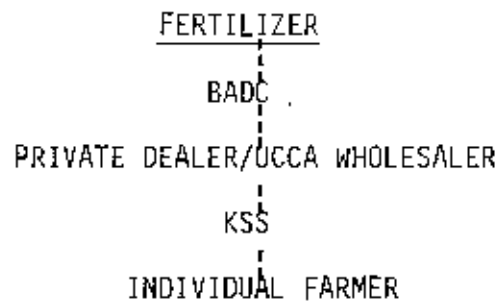 FERTILIZER
BADC
PRIVATE DEALER/UCCA WHOLESALER
KSS
INDIVIDUAL FARMER